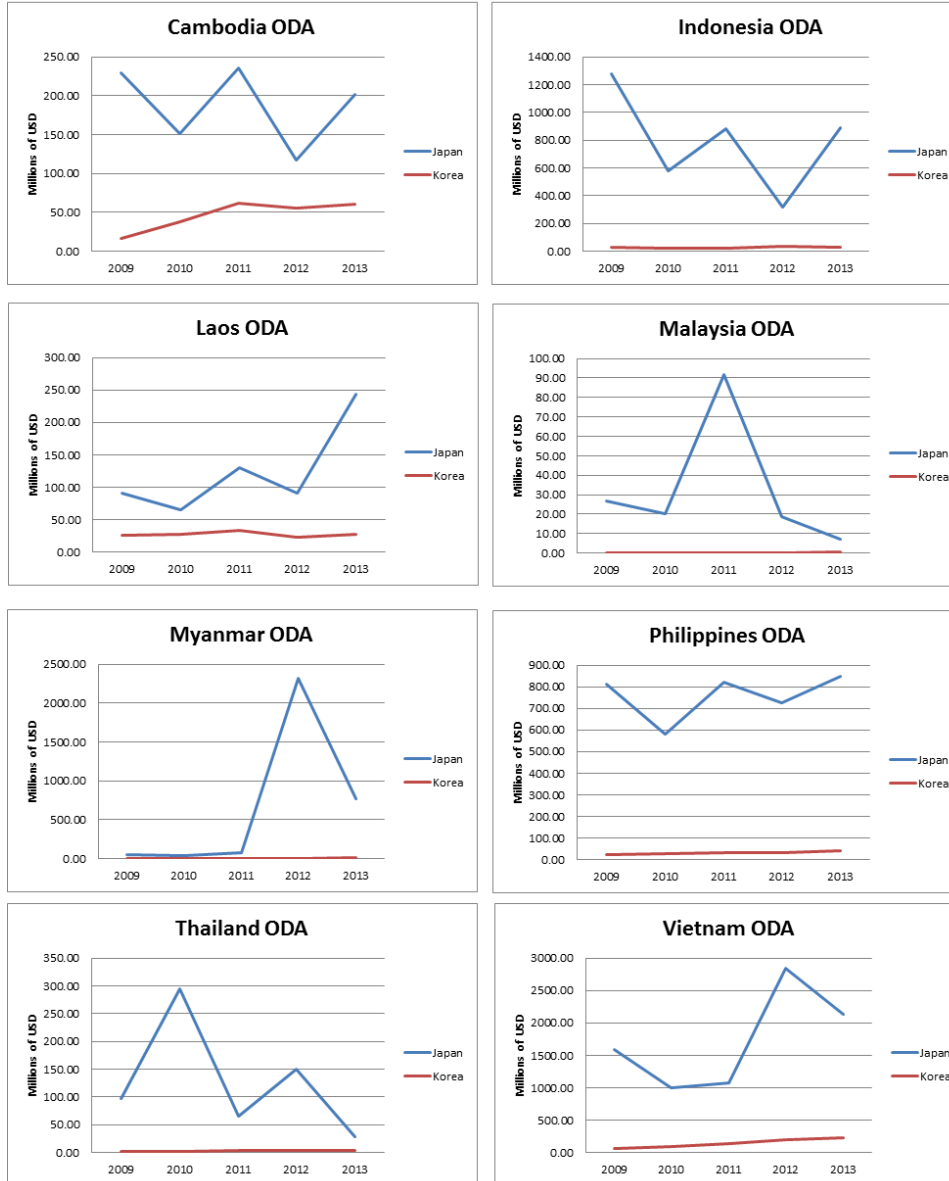 Cambodia ODA
Millions of USD
250.00
200.00
150.00
100.00
50.00
0.00
2009 2010 2011 2012 2013
Japan
Korea
Indonesia ODA
Millions of USD
1400.00
1200.00
1000.00
800.00
600.00
400.00
200.00
0.00
2009 2010 2011 2012 2013
Japan
Korea
Laos ODA
Millions of USD
300.00
250.00
200.00
150.00
100.00
50.00
0.00
2009 2010 2011 2012 2013
Japan
Korea
Malaysia ODA
Millions of USD
100.00
90.00
80.00
70.00
60.00
50.00
40.00
30.00
20.00
10.00
0.00
2009 2010 2011 2012 2013
Japan
Korea
Myanmar ODA
Millions of USD
2500.00
2000.00
1500.00
1000.00
500.00
0.00
2009 2010 2011 2012 2013
Japan
Korea
Philippines ODA
Millions of USD
900.00
800.00
700.00
600.00
500.00
400.00
300.00
200.00
100.00
0.00
2009 2010 2011 2012 2013
Japan
Korea
Thailand ODA
Millions of USD
350.00
300.00
250.00
200.00
150.00
100.00
50.00
0.00
2009 2010 2011 2012 2013
Japan
Korea
Vietnam ODA
Millions of USD
3000.00
2500.00
2000.00
1500.00
1000.00
500.00
0.00
2009 2010 2011 2012 2013
Japan
Korea